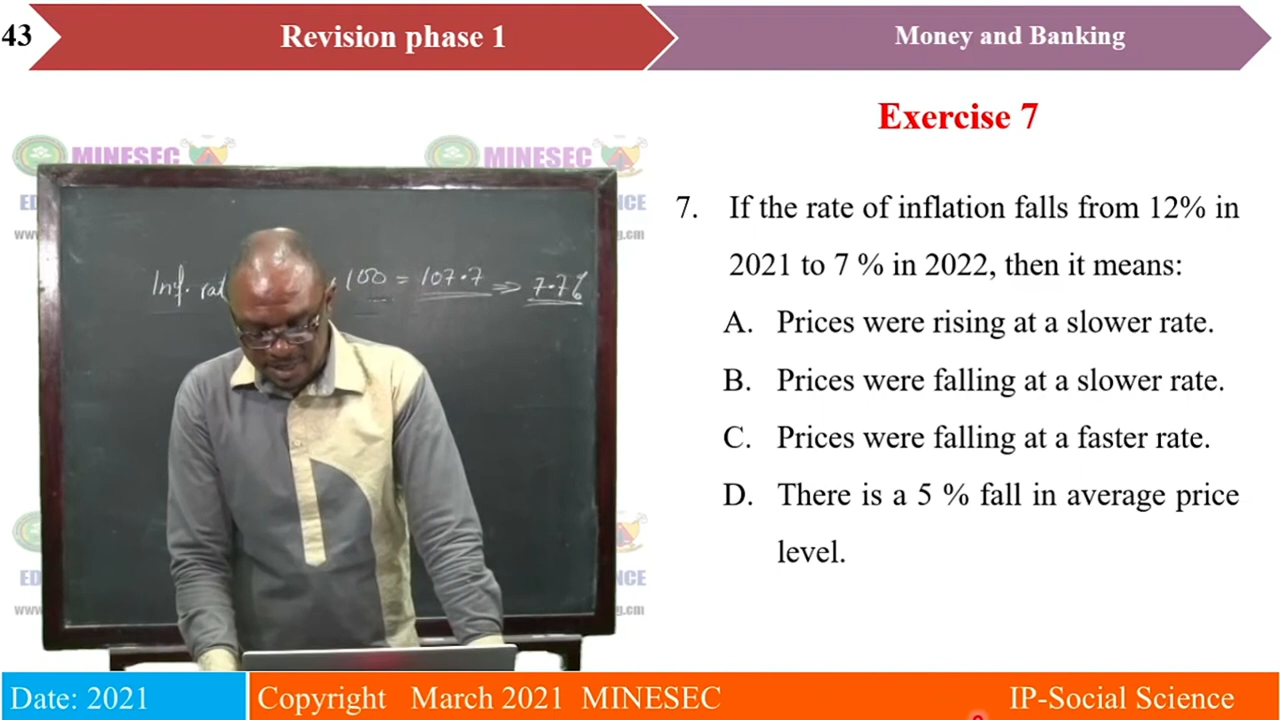 43
Revision phase 1
Money and Banking
Exercise 7
MINESEC
MINESEC
Inf. rat
100 = 107.7 => 7.7%
7. If the rate of inflation falls from 12% in
2021 to 7 % in 2022, then it means:
A. Prices were rising at a slower rate.
B. Prices were falling at a slower rate.
C. Prices were falling at a faster rate.
D. There is a 5 % fall in average price
level.
Date: 2021
Copyright March 2021 MINESEC
IP-Social Science